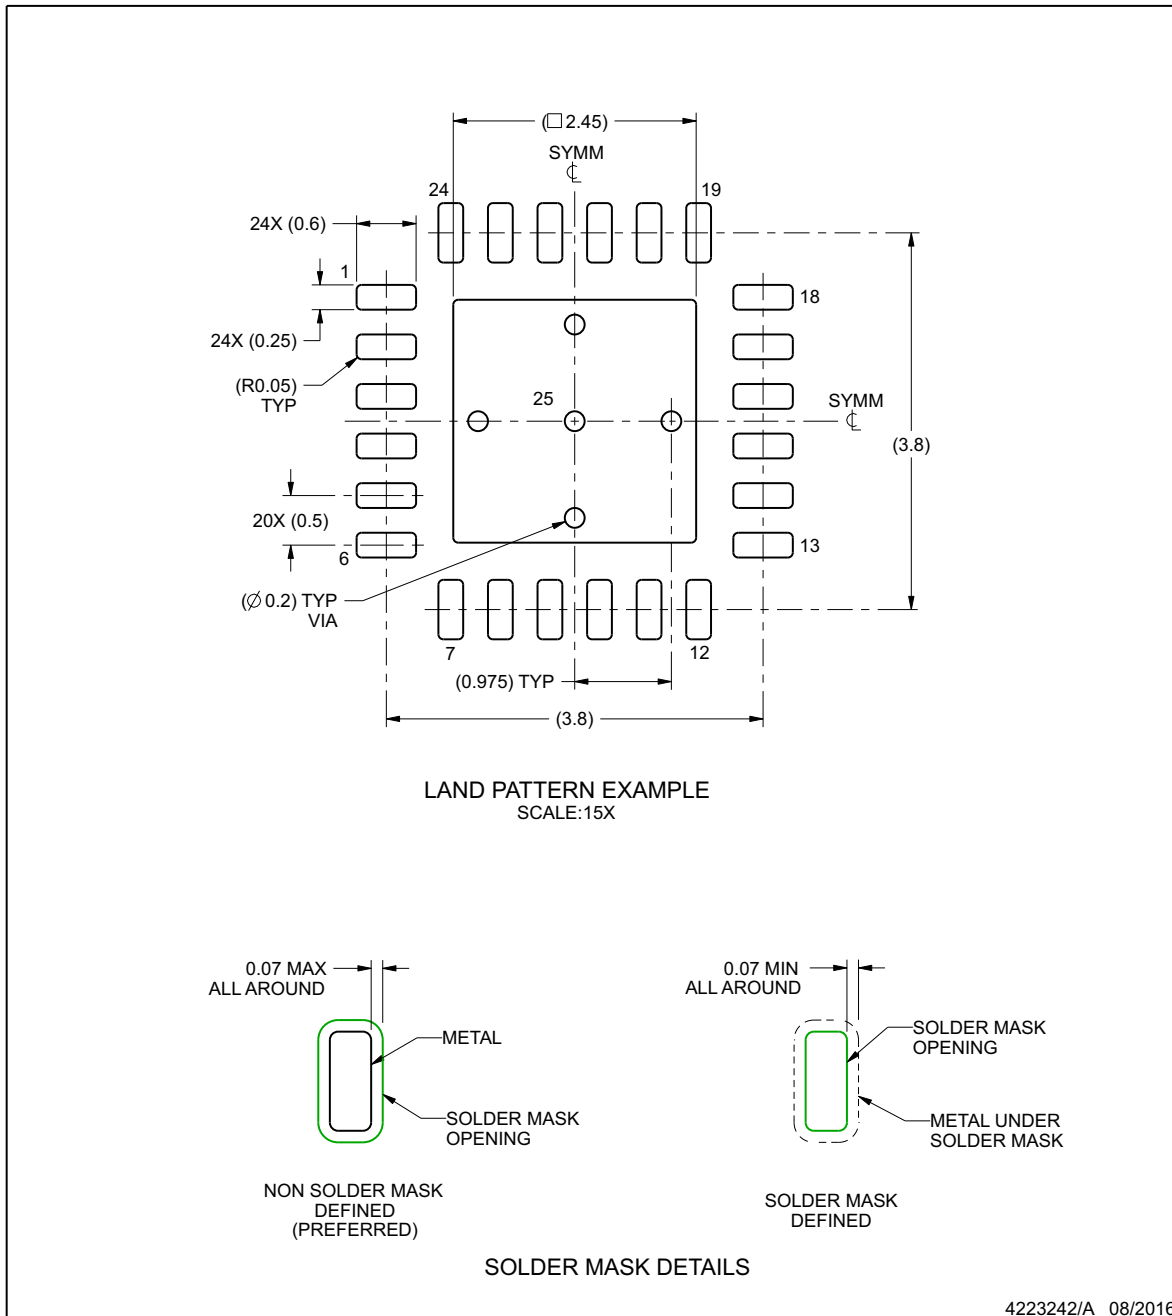 (□ 2.45)
SYMM
℄
24
19
24X (0.6)
1
18
24X (0.25)
(R0.05)
TYP
25
SYMM
℄
(3.8)
20X (0.5)
6
13
(∅ 0.2) TYP
VIA
7
12
(0.975) TYP
(3.8)
LAND PATTERN EXAMPLE
SCALE:15X
0.07 MAX
ALL AROUND
METAL
SOLDER MASK
OPENING
NON SOLDER MASK
DEFINED
(PREFERRED)
0.07 MIN
ALL AROUND
SOLDER MASK
OPENING
METAL UNDER
SOLDER MASK
SOLDER MASK
DEFINED
SOLDER MASK DETAILS
4223242/A 08/2016